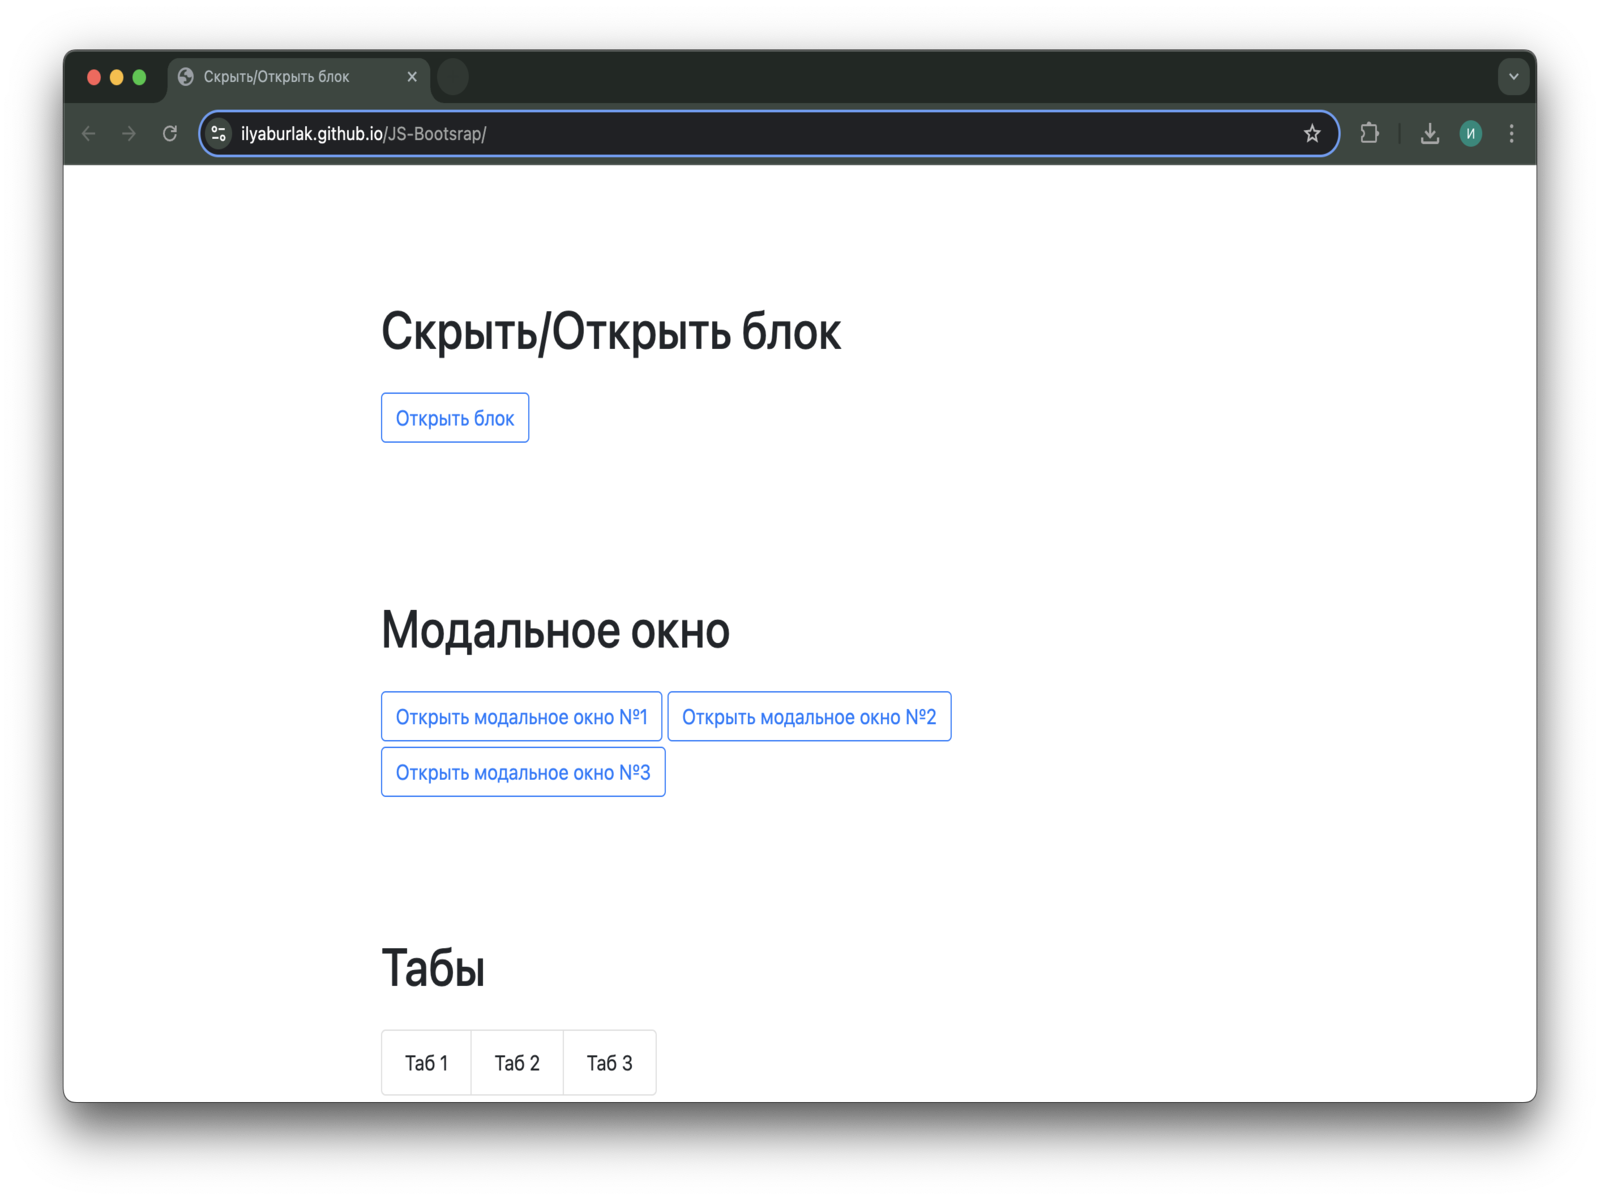 Скрыть/Открыть блок
ilyaburlak.github.io/JS-Bootsrap/
И
Скрыть/Открыть блок
Открыть блок
Модальное окно
Открыть модальное окно №1 Открыть модальное окно №2
Открыть модальное окно №3
Табы
Таб 1 Таб 2 Таб 3